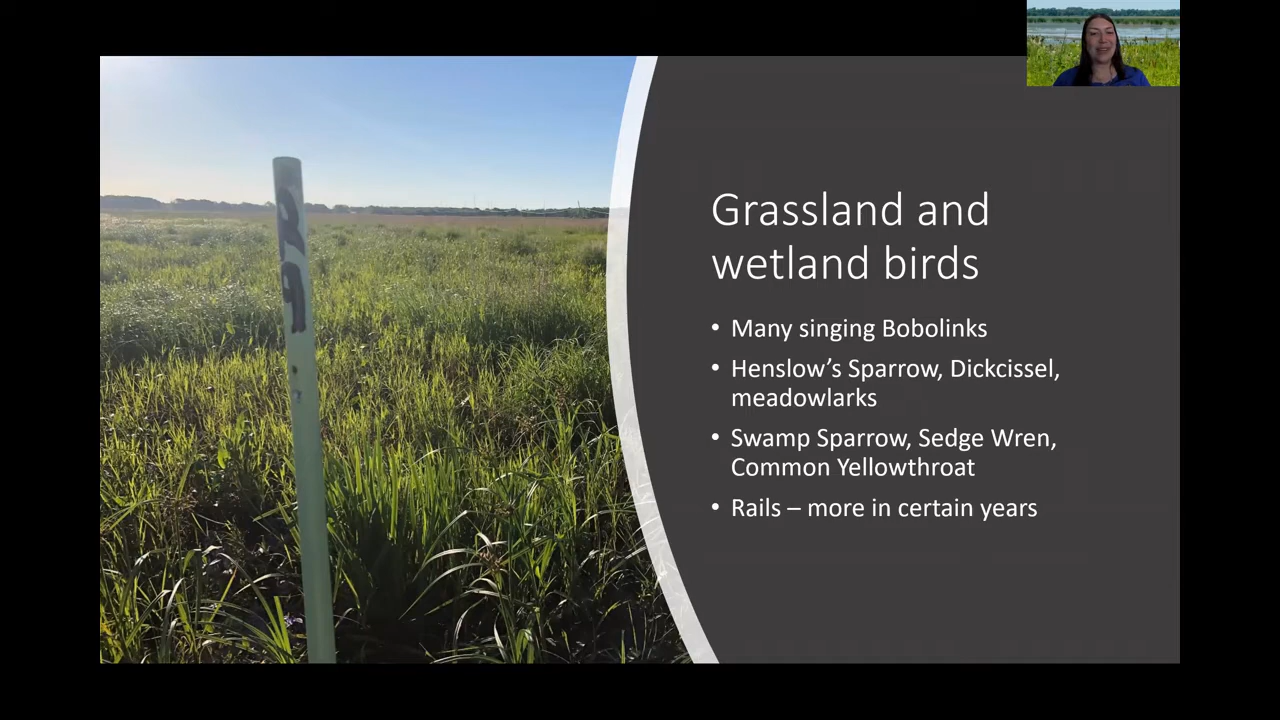 Grassland and
wetland birds
• Many singing Bobolinks
• Henslow's Sparrow, Dickcissel,
meadowlarks
• Swamp Sparrow, Sedge Wren,
Common Yellowthroat
• Rails – more in certain years